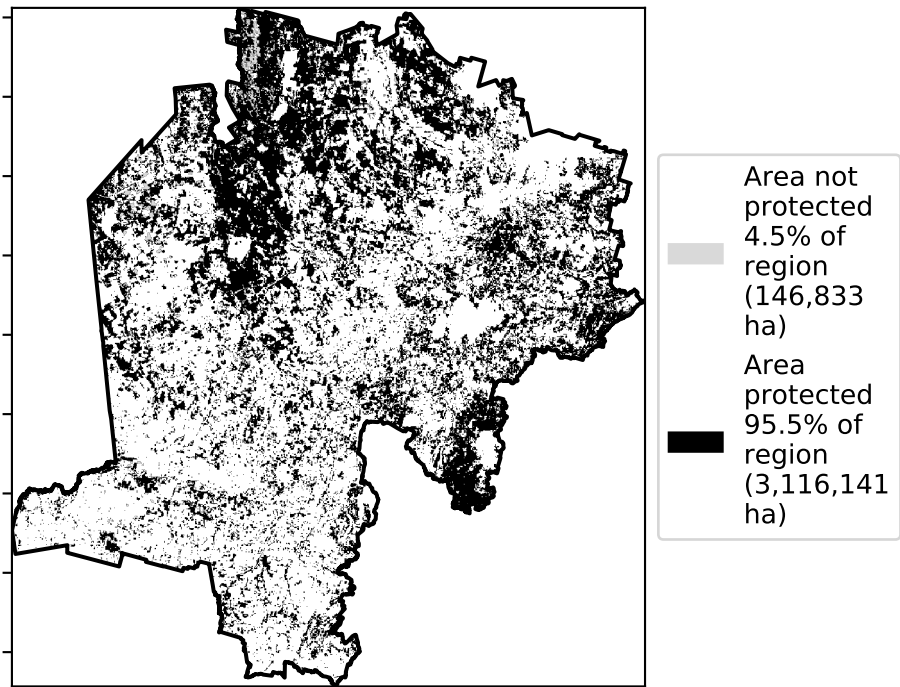 Area not
protected
4.5% of
region
(146,833
ha)
Area
protected
95.5% of
region
(3,116,141
ha)